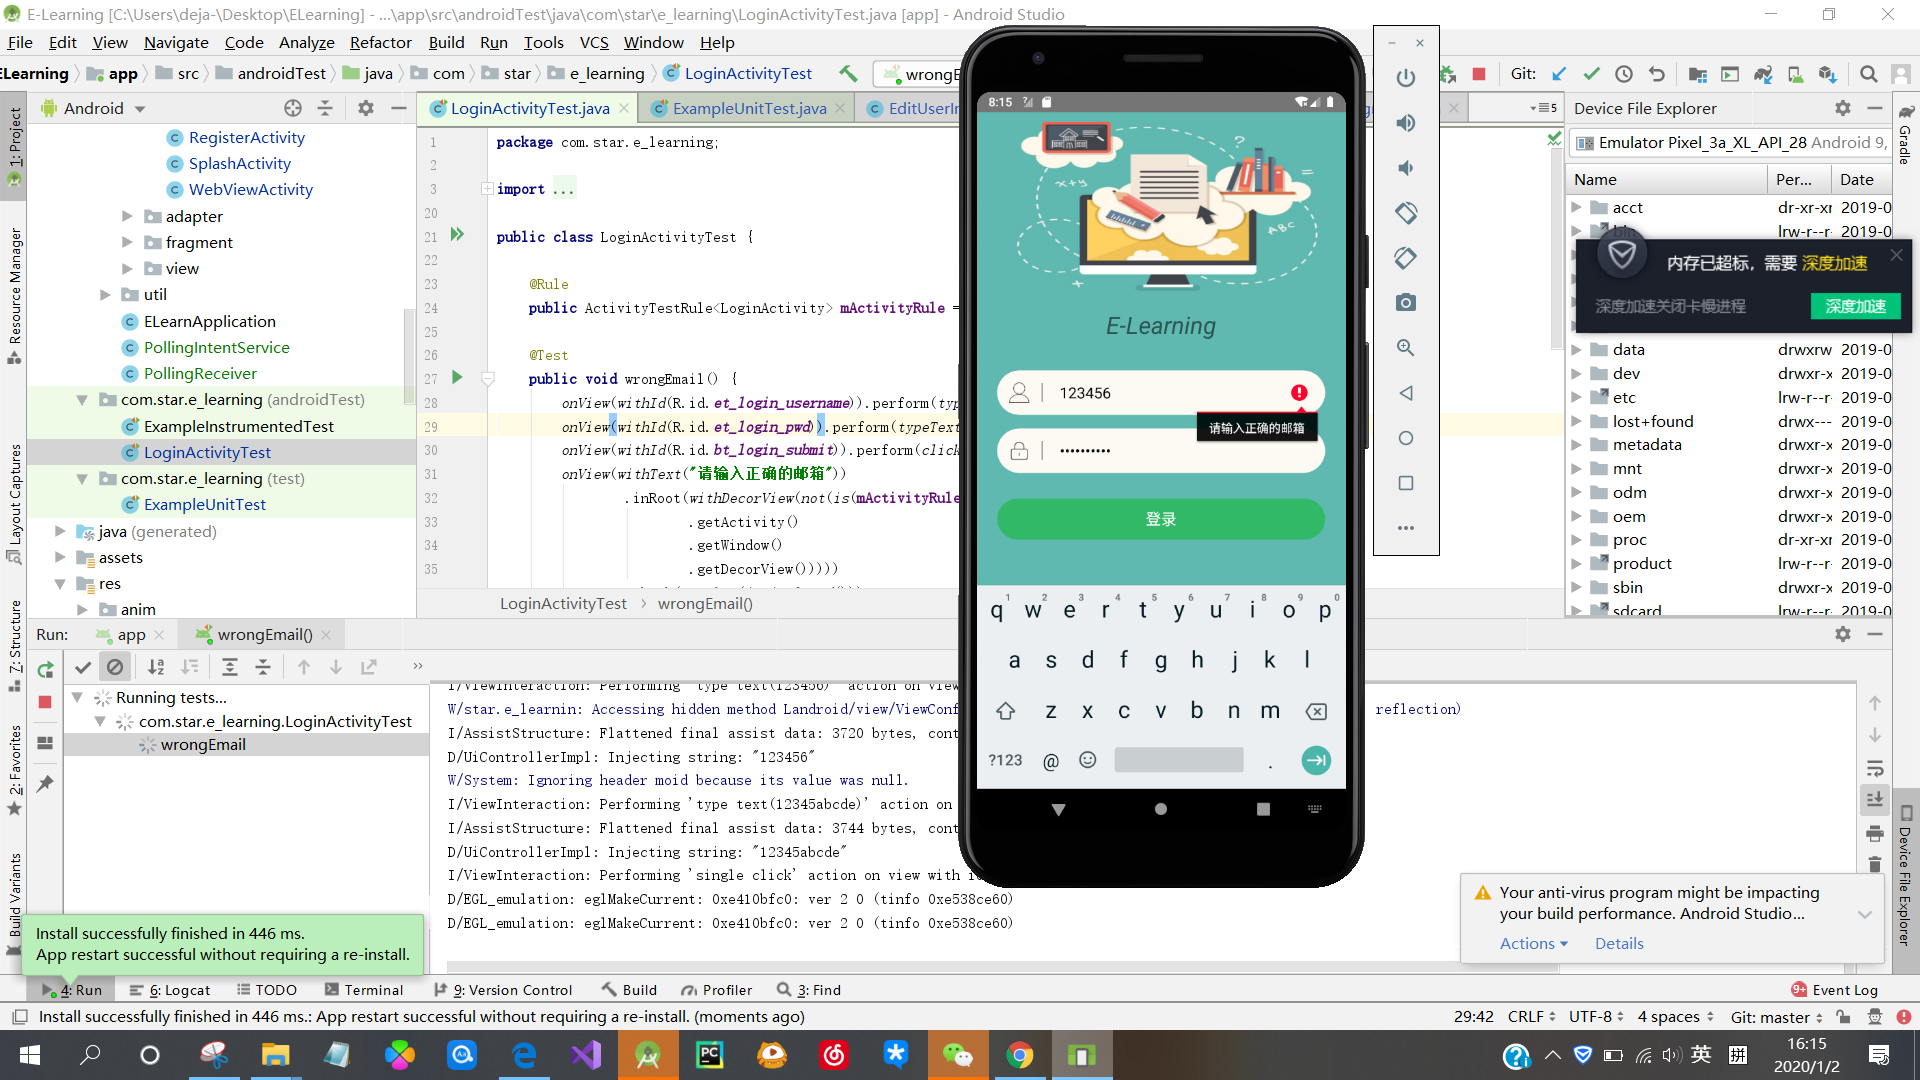 E-Learning [C:\Users\deja-\Desktop\ELearning] - ...\app\src\androidTest\java\com\star\e_learning\LoginActivityTest.java [app] - Android Studio
File Edit View Navigate Code Analyze Refactor Build Run Tools VCS Window Help
ELearning app src androidTest java com star e_learning LoginActivityTest
Git:
Android
RegisterActivity
SplashActivity
WebViewActivity
adapter
fragment
view
util
ELearnApplication
PollingIntentService
PollingReceiver
com.star.e_learning (androidTest)
ExampleInstrumentedTest
LoginActivityTest
com.star.e_learning (test)
ExampleUnitTest
java (generated)
assets
res
anim
1: Project
Resource Manager
Layout Captures
7: Structure
2: Favorites
Build Variants
LoginActivityTest.java ExampleUnitTest.java
1 package com.star.e_learning;
2
3 import ...
20
21 public class LoginActivityTest {
22
23 @Rule
24 public ActivityTestRule<LoginActivity> mActivityRule =
25
26 @Test
27 public void wrongEmail() {
28 onView(withId(R.id.et_login_username)).perform(
29 onView(withId(R.id.et_login_pwd)).perform(typeText
30 onView(withId(R.id.bt_login_submit)).perform(
31 onView(withText("请输入正确的邮箱"))
32 .inRoot(withDecorView(not(is(mActivityRule
33 .getActivity()
34 .getWindow()
35 .getDecorView()))))
LoginActivityTest wrongEmail()
8:15
E-Learning
123456
请输入正确的邮箱
••••••••••
登录
1 2 3 4 5 6 7 8 9 0
q w e r t y u i o p
a s d f g h j k l
z x c v b n m
?123 @ .
Device File Explorer
Emulator Pixel_3a_XL_API_28 Android 9,
Name Per... Date
acct dr-xr-xr 2019-0
bin lrw-r--r- 2019-0
内存已超标，需要 深度加速
深度加速关闭卡慢进程
深度加速
data drwxrw 2019-0
dev drwxr-x 2019-0
etc lrw-r--r- 2019-0
lost+found drwx--- 2019-0
metadata drwxr-x 2019-0
mnt drwxr-x 2019-0
odm drwxr-x 2019-0
oem drwxr-x 2019-0
proc dr-xr-xr 2019-0
product lrw-r--r- 2019-0
sbin drwxr-x 2019-0
sdcard lrw-r--r- 2019-0
Gradle
Device File Explorer
Run: app wrongEmail()
Running tests...
com.star.e_learning.LoginActivityTest
wrongEmail
I/ViewInteraction: Performing 'type text(123456)' action on view
W/star.e_learnin: Accessing hidden method Landroid/view/ViewConf reflection)
I/AssistStructure: Flattened final assist data: 3720 bytes, cont
D/UiControllerImpl: Injecting string: "123456"
W/System: Ignoring header moid because its value was null.
I/ViewInteraction: Performing 'type text(12345abcde)' action on
I/AssistStructure: Flattened final assist data: 3744 bytes, cont
D/UiControllerImpl: Injecting string: "12345abcde"
I/ViewInteraction: Performing 'single click' action on view with
D/EGL_emulation: eglMakeCurrent: 0xe410bfc0: ver 2 0 (tinfo 0xe538ce60)
D/EGL_emulation: eglMakeCurrent: 0xe410bfc0: ver 2 0 (tinfo 0xe538ce60)
Install successfully finished in 446 ms.
App restart successful without requiring a re-install.
Your anti-virus program might be impacting
your build performance. Android Studio...
Actions Details
4: Run 6: Logcat TODO Terminal 9: Version Control Build Profiler 3: Find 9+ Event Log
Install successfully finished in 446 ms.: App restart successful without requiring a re-install. (moments ago)
29:42 CRLF UTF-8 4 spaces Git: master
英 拼
16:15
2020/1/2